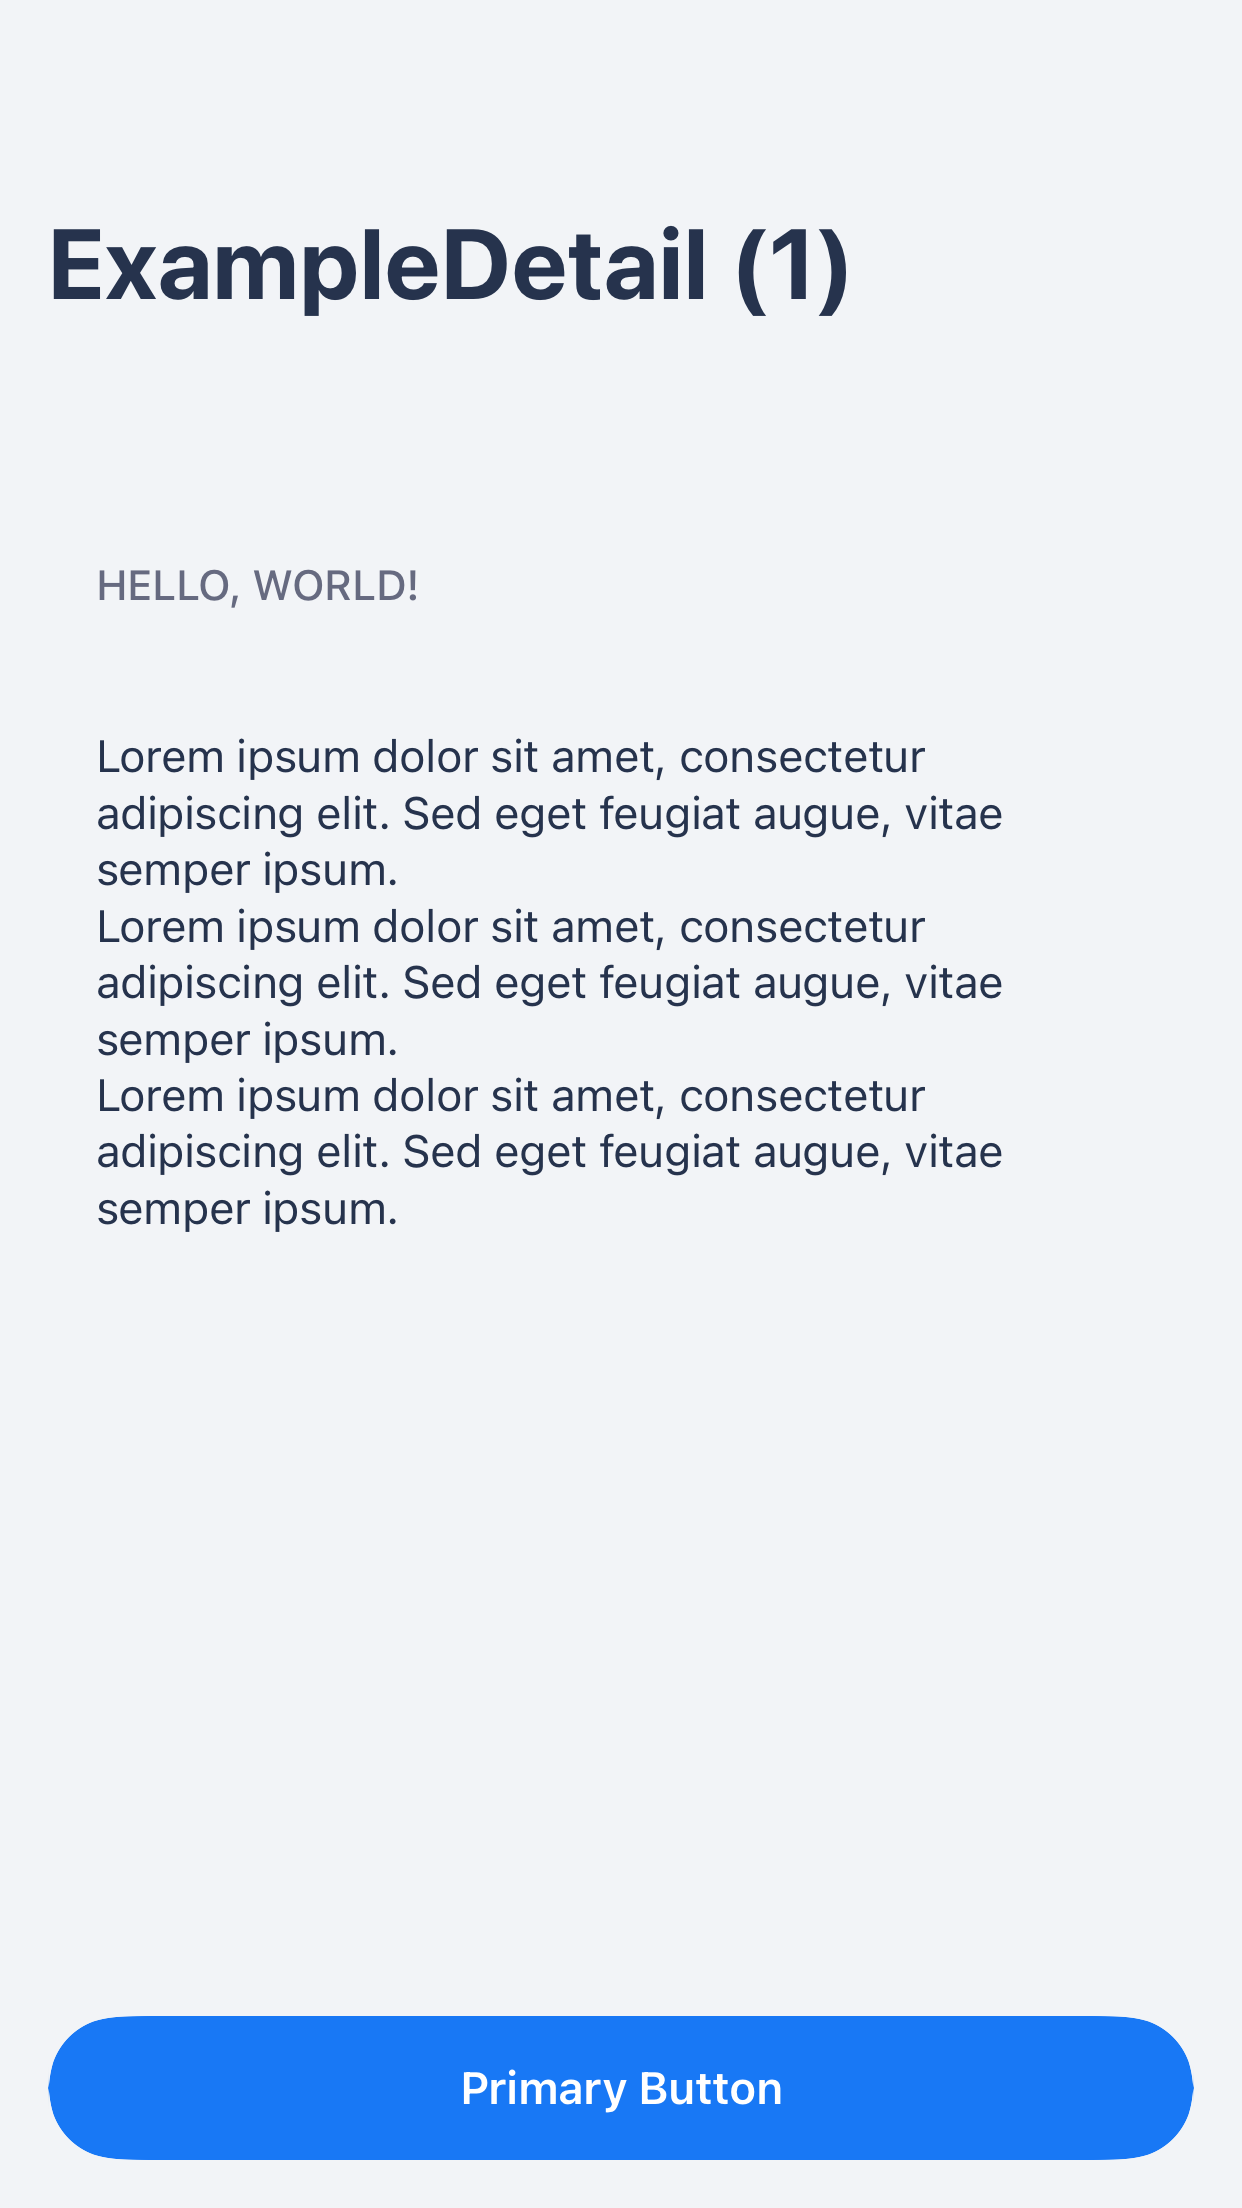 ExampleDetail (1)
HELLO, WORLD!
Lorem ipsum dolor sit amet, consectetur
adipiscing elit. Sed eget feugiat augue, vitae
semper ipsum.
Lorem ipsum dolor sit amet, consectetur
adipiscing elit. Sed eget feugiat augue, vitae
semper ipsum.
Lorem ipsum dolor sit amet, consectetur
adipiscing elit. Sed eget feugiat augue, vitae
semper ipsum.
Primary Button